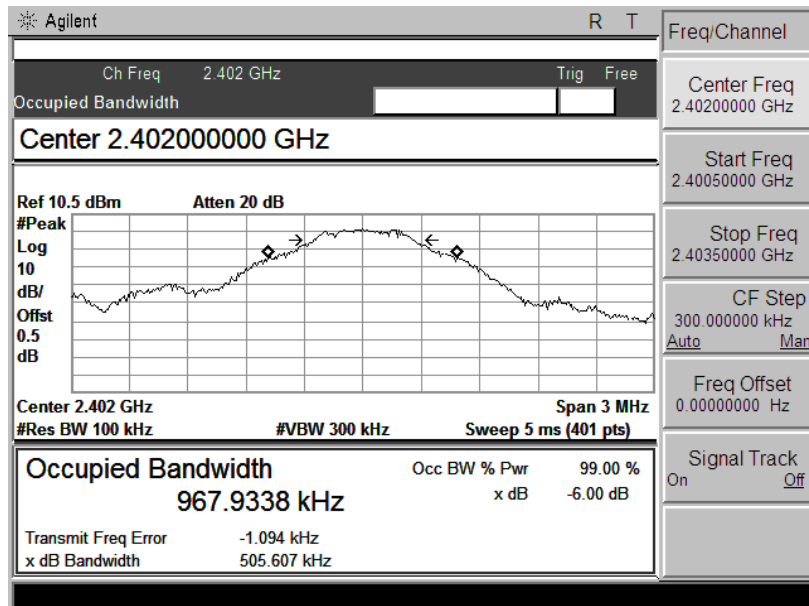 Agilent R T
Ch Freq 2.402 GHz Trig Free
Occupied Bandwidth
Center 2.402000000 GHz
Ref 10.5 dBm Atten 20 dB
#Peak
Log
10
dB/
Offst
0.5
dB
Center 2.402 GHz Span 3 MHz
#Res BW 100 kHz #VBW 300 kHz Sweep 5 ms (401 pts)
Occupied Bandwidth Occ BW % Pwr 99.00 %
967.9338 kHz x dB -6.00 dB
Transmit Freq Error -1.094 kHz
x dB Bandwidth 505.607 kHz
Freq/Channel
Center Freq
2.40200000 GHz
Start Freq
2.40050000 GHz
Stop Freq
2.40350000 GHz
CF Step
300.000000 kHz
Auto Man
Freq Offset
0.00000000 Hz
Signal Track
On Off